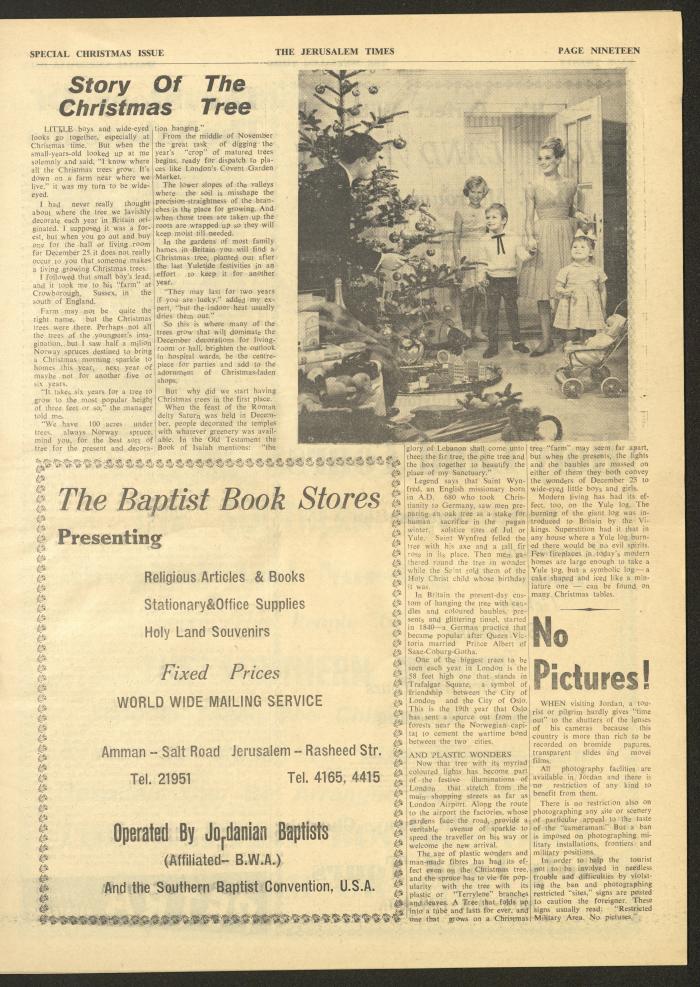 SPECIAL CHRISTMAS ISSUE
THE JERUSALEM TIMES
PAGE NINETEEN
Story Of The
Christmas Tree
LITTLE boys and wide-eyed
looks go together, especially at
Christmas time. But when the
small-years-old looked up at me
solemnly and said, "I know where
all the Christmas trees grow. It's
down on a farm near where we
live," it was my turn to be wide-
eyed.
I had never really thought
about where the tree we lavishly
decorate each year in Britain ori-
ginated. I supposed it was a for-
est, but when you go out and buy
one for the hall or living room
for December 25 it does not really
occur to you that someone makes
a living growing Christmas trees.
I followed that small boy's lead,
and it took me to his "farm" at
Crowborough, Sussex, in the
south of England.
Farm may not be quite the
right name, but the Christmas
trees were there. Perhaps not all
the trees of the youngster's ima-
gination, but I saw half a milion
Norway spruces destined to bring
a Christmas morning sparkle to
homes this year, next year of
maybe not for another five or
six years.
"It takes six years for a tree to
grow to the most popular height
of three feet or so," the manager
told me.
"We have 100 acres under
trees, always Norway spruce,
mind you, for the best sort of
tree for the present and decora-
tion hanging."
From the middle of November
the great task of digging the
year's "crop" of matured trees
begins, ready for dispatch to pla-
ces like London's Covent Garden
Market.
The lower slopes of the valleys
where the soil is misshape the
precision-straightness of the bran-
ches is the place for growing. And
when those trees are taken up the
roots are wrapped up so they will
keep moist till needed.
In the gardens of most family
homes in Britain you will find a
Christmas tree, planted out after
the last Yuletide festivities in an
effort to keep it for another
year.
"They may last for two years
if you are lucky," added my ex-
pert, "but the indoor heat usually
dries them out."
So this is where many of the
trees grow that will dominate the
December decorations for living-
room or hall, brighten the outlook
in hospital wards, be the centre-
piece for parties and add to the
adornment of Christmas-laden
shops.
But why did we start having
Christmas trees in the first place.
When the feast of the Roman
deity Saturn was held in Decem-
ber, people decorated the temples
with whatever greenery was avail-
able. In the Old Testament the
Book of Isaiah mentions: "the
glory of Lebanon shall come unto
thee; the fir tree, the pine tree and
the box together to beautify the
place of my Sanctuary."
Legend says that Saint Wyn-
fred, an English missionary born
in A.D. 680 who took Chris-
tianity to Germany, saw men pre-
paring an oak tree as a stake for
human sacrifice in the pagan
winter solstice rites of Jul or
Yule. Saint Wynfred felled the
tree with his axe and a tall fir
rose in its place. Then men ga-
thered round the tree in wonder
while the Saint told them of the
Holy Christ child whose birthday
it was.
In Britain the present-day cus-
tom of hanging the tree with can-
dles and coloured baubles, pre-
sents and glittering tinsel, started
in 1840—a German practice that
became popular after Queen Vic-
toria married Prince Albert of
Saxe-Coburg-Gotha.
One of the biggest trees to be
seen each year in London is the
58 feet high one that stands in
Trafalgar Square, a symbol of
friendship between the City of
London and the City of Oslo.
This is the 19th year that Oslo
has sent a spurce out from the
forests near the Norwegian capi-
tal to cement the wartime bond
between the two cities.
AND PLASTIC WONDERS
Now that tree with its myriad
coloured lights has become part
of the festive illuminations of
London that stretch from the
main shopping streets as far as
London Airport. Along the route
to the airport the factories, whose
gardens face the road, provide a
veritable avenue of sparkle to
speed the traveller on his way or
welcome the new arrival.
The age of plastic wonders and
man-made fibres has had its ef-
fect even on the Christmas tree,
and the spruce has to vie for pop-
ularity with the tree with its
plastic or "Terrylene" branches
and leaves. A Tree that folds up
into a tube and lasts for ever, and
one that grows on a Christmas
tree "farm" may seem far apart,
but when the presents, the lights
and the baubles are massed on
either of them they both convey
the wonders of December 25 to
wide-eyed little boys and girls.
Modern living has had its ef-
fect, too, on the Yule log. The
burning of the giant log was in-
troduced to Britain by the Vi-
kings. Superstition had it that in
any house where a Yule log burn-
ed there would be no evil spirits.
Few fireplaces in today's modern
homes are large enough to take a
Yule log, but a symbolic log—a
cake shaped and iced like a min-
iature one — can be found on
many Christmas tables.
No
Pictures!
WHEN visiting Jordan, a tou-
rist or pilgrim hardly gives "time
out" to the shutters of the lenses
of his cameras because this
country is more than rich to be
recorded on bromide papures,
transparent slides and movel
films.
All photography facilties are
available in Jordan and there is
no restriction of any kind to
benefit from them.
There is no restriction also on
photographing any site or scenery
of particular appeal to the taste
of the "cameraman." But a ban
is imposed on photographing mi-
litary installations, frontiers and
military positions.
In order to help the tourist
not to be involved in needless
trouble and difficulties by violat-
ing the ban and photographing
restricted "sites," signs are posted
to caution the foreigner. These
signs usually read: "Restricted
Military Area. No pictures."
The Baptist Book Stores
Presenting
Religious Articles & Books
Stationary&Office Supplies
Holy Land Souvenirs
Fixed Prices
WORLD WIDE MAILING SERVICE
Amman -- Salt Road Jerusalem -- Rasheed Str.
Tel. 21951 Tel. 4165, 4415
Operated By Jordanian Baptists
(Affiliated-- B.W.A.)
And the Southern Baptist Convention, U.S.A.